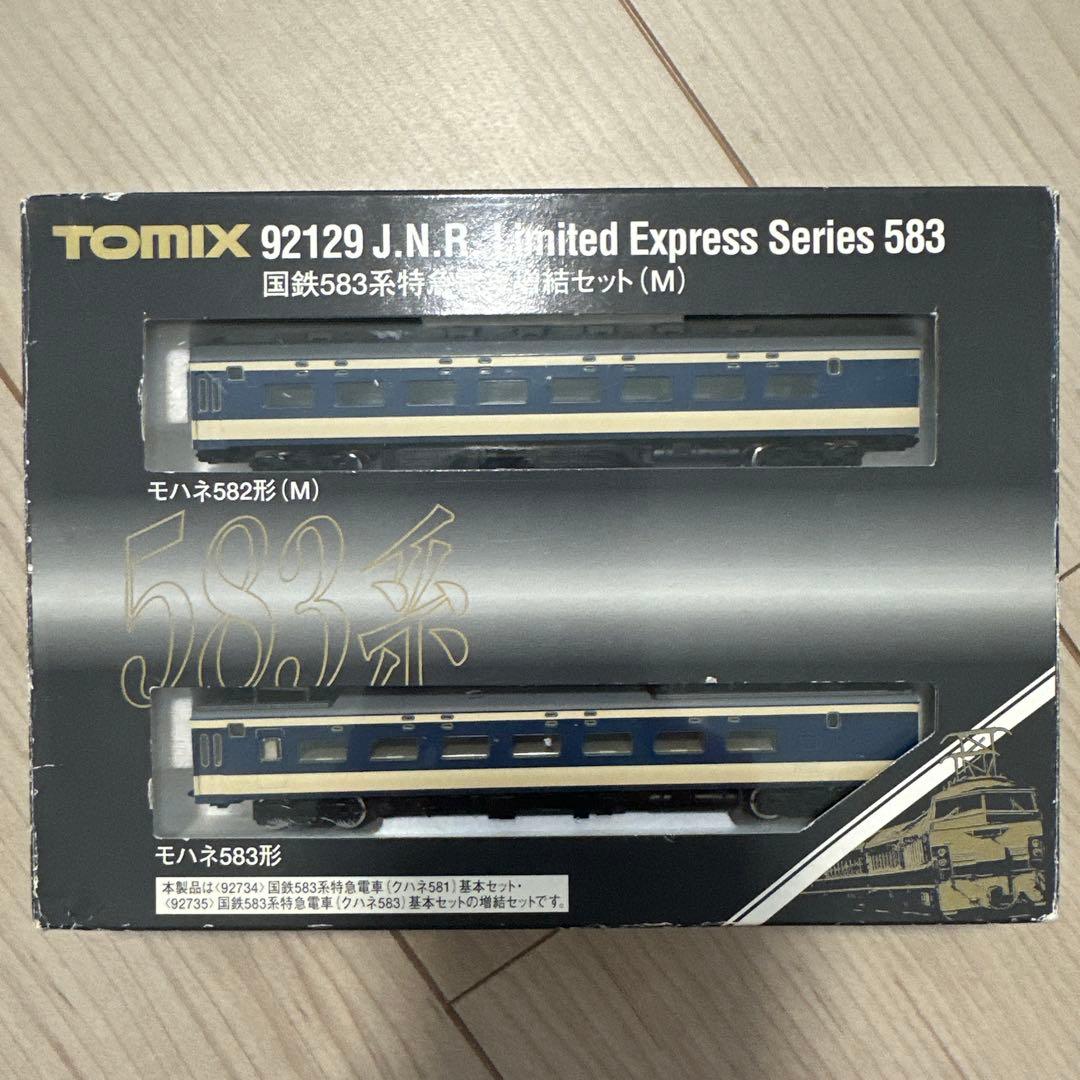 TOMIX 92129 J.N.R. Limited Express Series 583
国鉄583系特急電車増結セット(M)
モハネ582形(M)
583系
モハネ583形
本製品は〈92734〉国鉄583系特急電車(クハネ581)基本セット・
〈92735〉国鉄583系特急電車(クハネ583)基本セットの増結セットです。